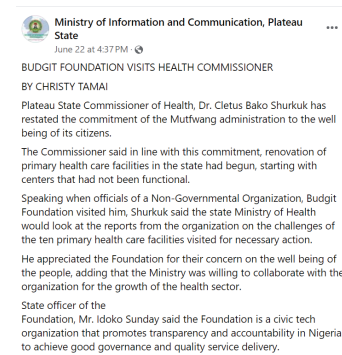 Ministry of Information and Communication, Plateau
State
June 22 at 4:37 PM ·
BUDGIT FOUNDATION VISITS HEALTH COMMISSIONER
BY CHRISTY TAMAI
Plateau State Commissioner of Health, Dr. Cletus Bako Shurkuk has
restated the commitment of the Mutfwang administration to the well
being of its citizens.
The Commissioner said in line with this commitment, renovation of
primary health care facilities in the state had begun, starting with
centers that had not been functional.
Speaking when officials of a Non-Governmental Organization, Budgit
Foundation visited him, Shurkuk said the state Ministry of Health
would look at the reports from the organization on the challenges of
the ten primary health care facilities visited for necessary action.
He appreciated the Foundation for their concern on the well being of
the people, adding that the Ministry was willing to collaborate with the
organization for the growth of the health sector.
State officer of the
Foundation, Mr. Idoko Sunday said the Foundation is a civic tech
organization that promotes transparency and accountability in Nigeria
to achieve good governance and quality service delivery.